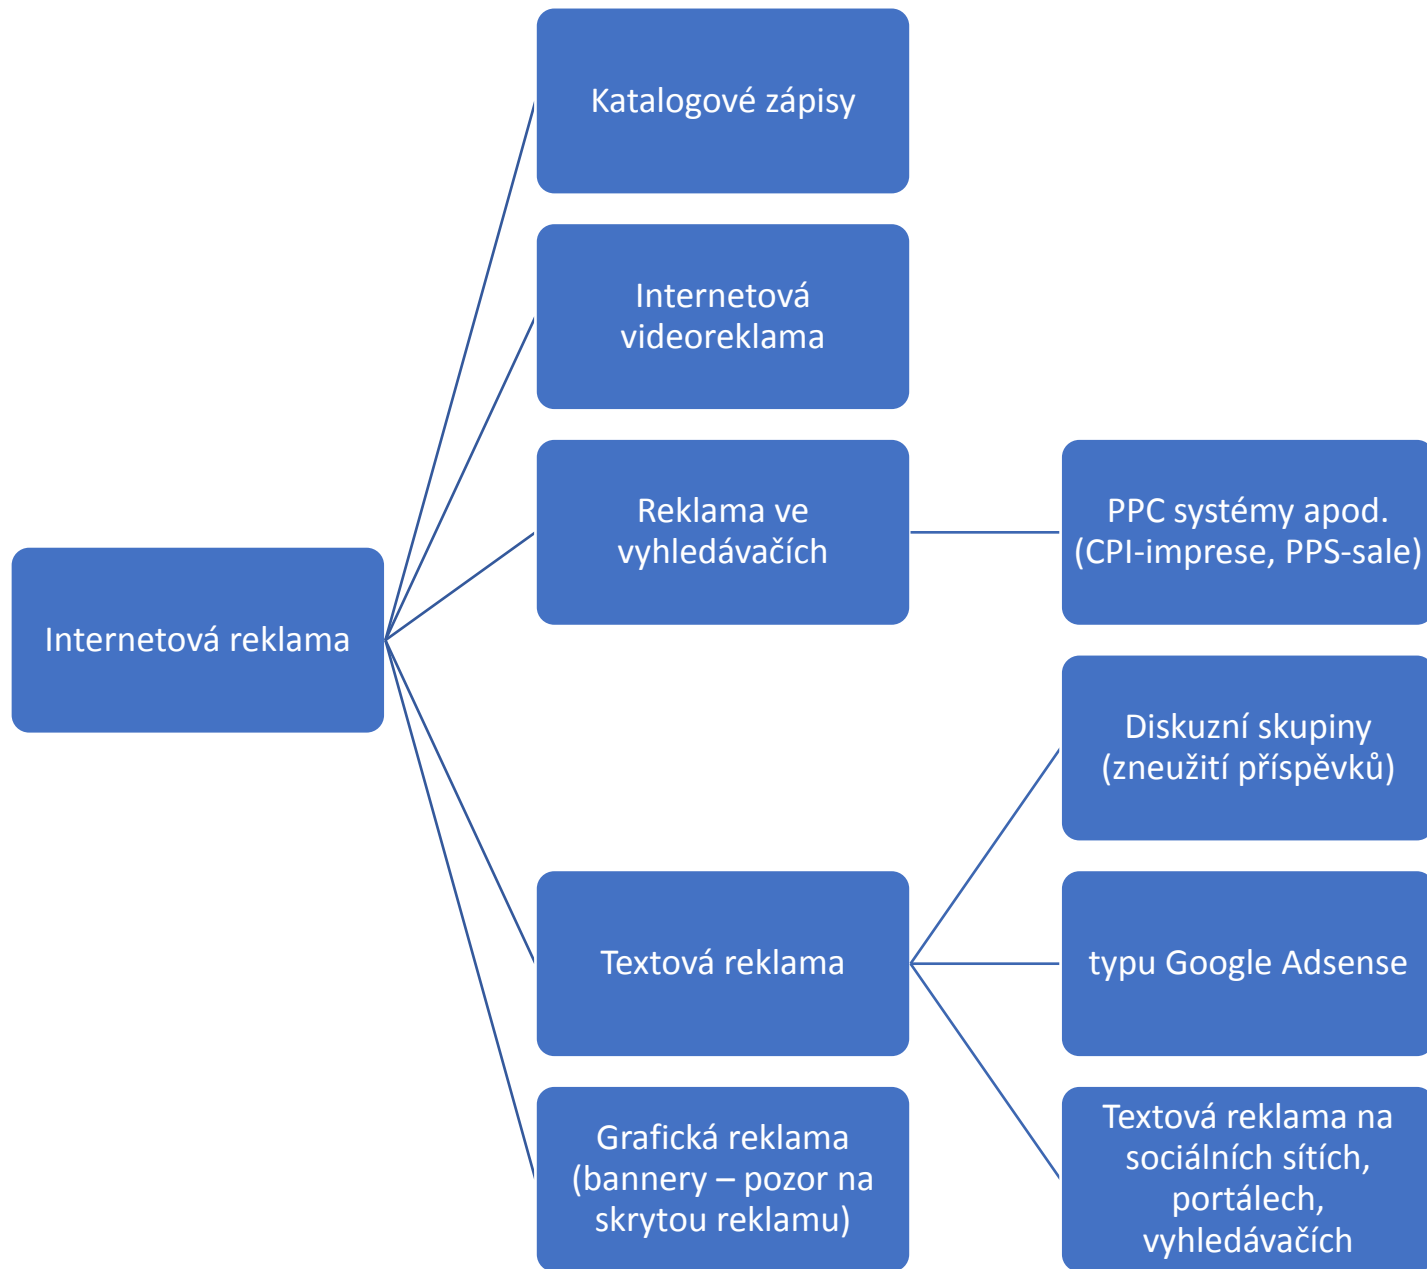 Katalogové zápisy
Internetová
videoreklama
Reklama ve
vyhledávačích
PPC systémy apod.
(CPI-imprese, PPS-sale)
Internetová reklama
Diskuzní skupiny
(zneužití příspěvků)
Textová reklama
typu Google Adsense
Grafická reklama
(bannery – pozor na
skrytou reklamu)
Textová reklama na
sociálních sítích,
portálech,
vyhledávačích